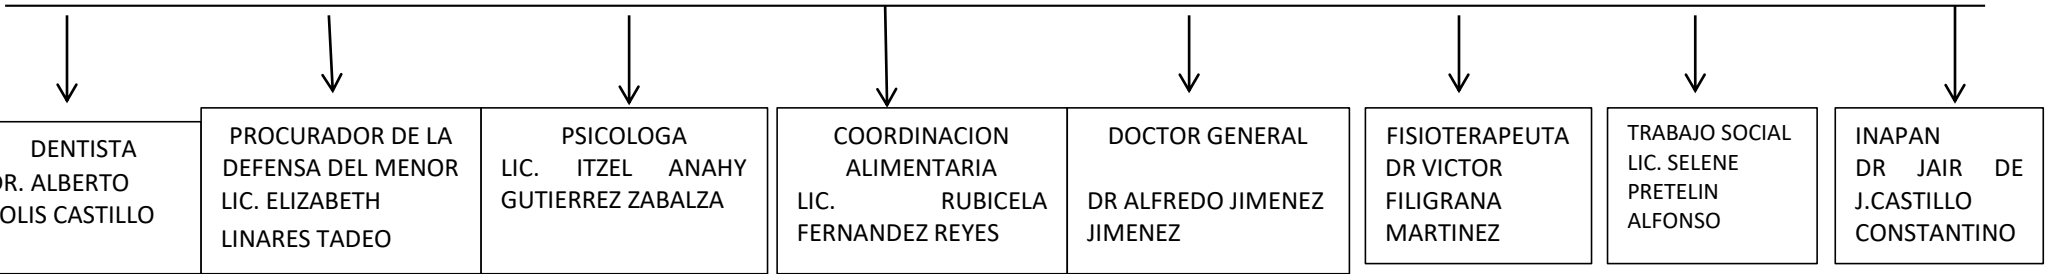 DENTISTA
DR. ALBERTO
OLIS CASTILLO
PROCURADOR DE LA
DEFENSA DEL MENOR
LIC. ELIZABETH
LINARES TADEO
PSICOLOGA
LIC. ITZEL ANAHY
GUTIERREZ ZABALZA
COORDINACION
ALIMENTARIA
LIC. RUBICELA
FERNANDEZ REYES
DOCTOR GENERAL
DR ALFREDO JIMENEZ
JIMENEZ
FISIOTERAPEUTA
DR VICTOR
FILIGRANA
MARTINEZ
TRABAJO SOCIAL
LIC. SELENE
PRETELIN
ALFONSO
INAPAN
DR JAIR DE
J.CASTILLO
CONSTANTINO